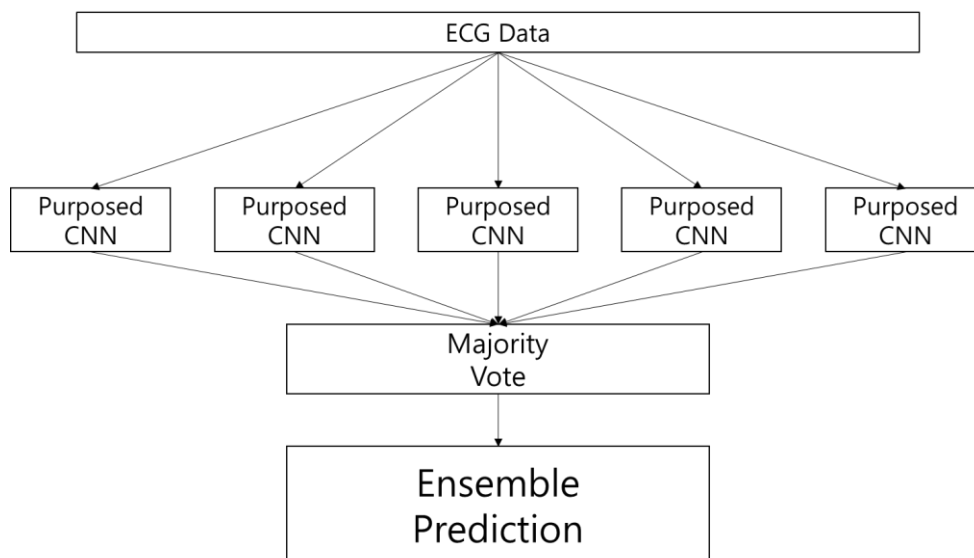 ECG Data
Purposed
CNN
Purposed
CNN
Purposed
CNN
Purposed
CNN
Purposed
CNN
Majority
Vote
Ensemble
Prediction